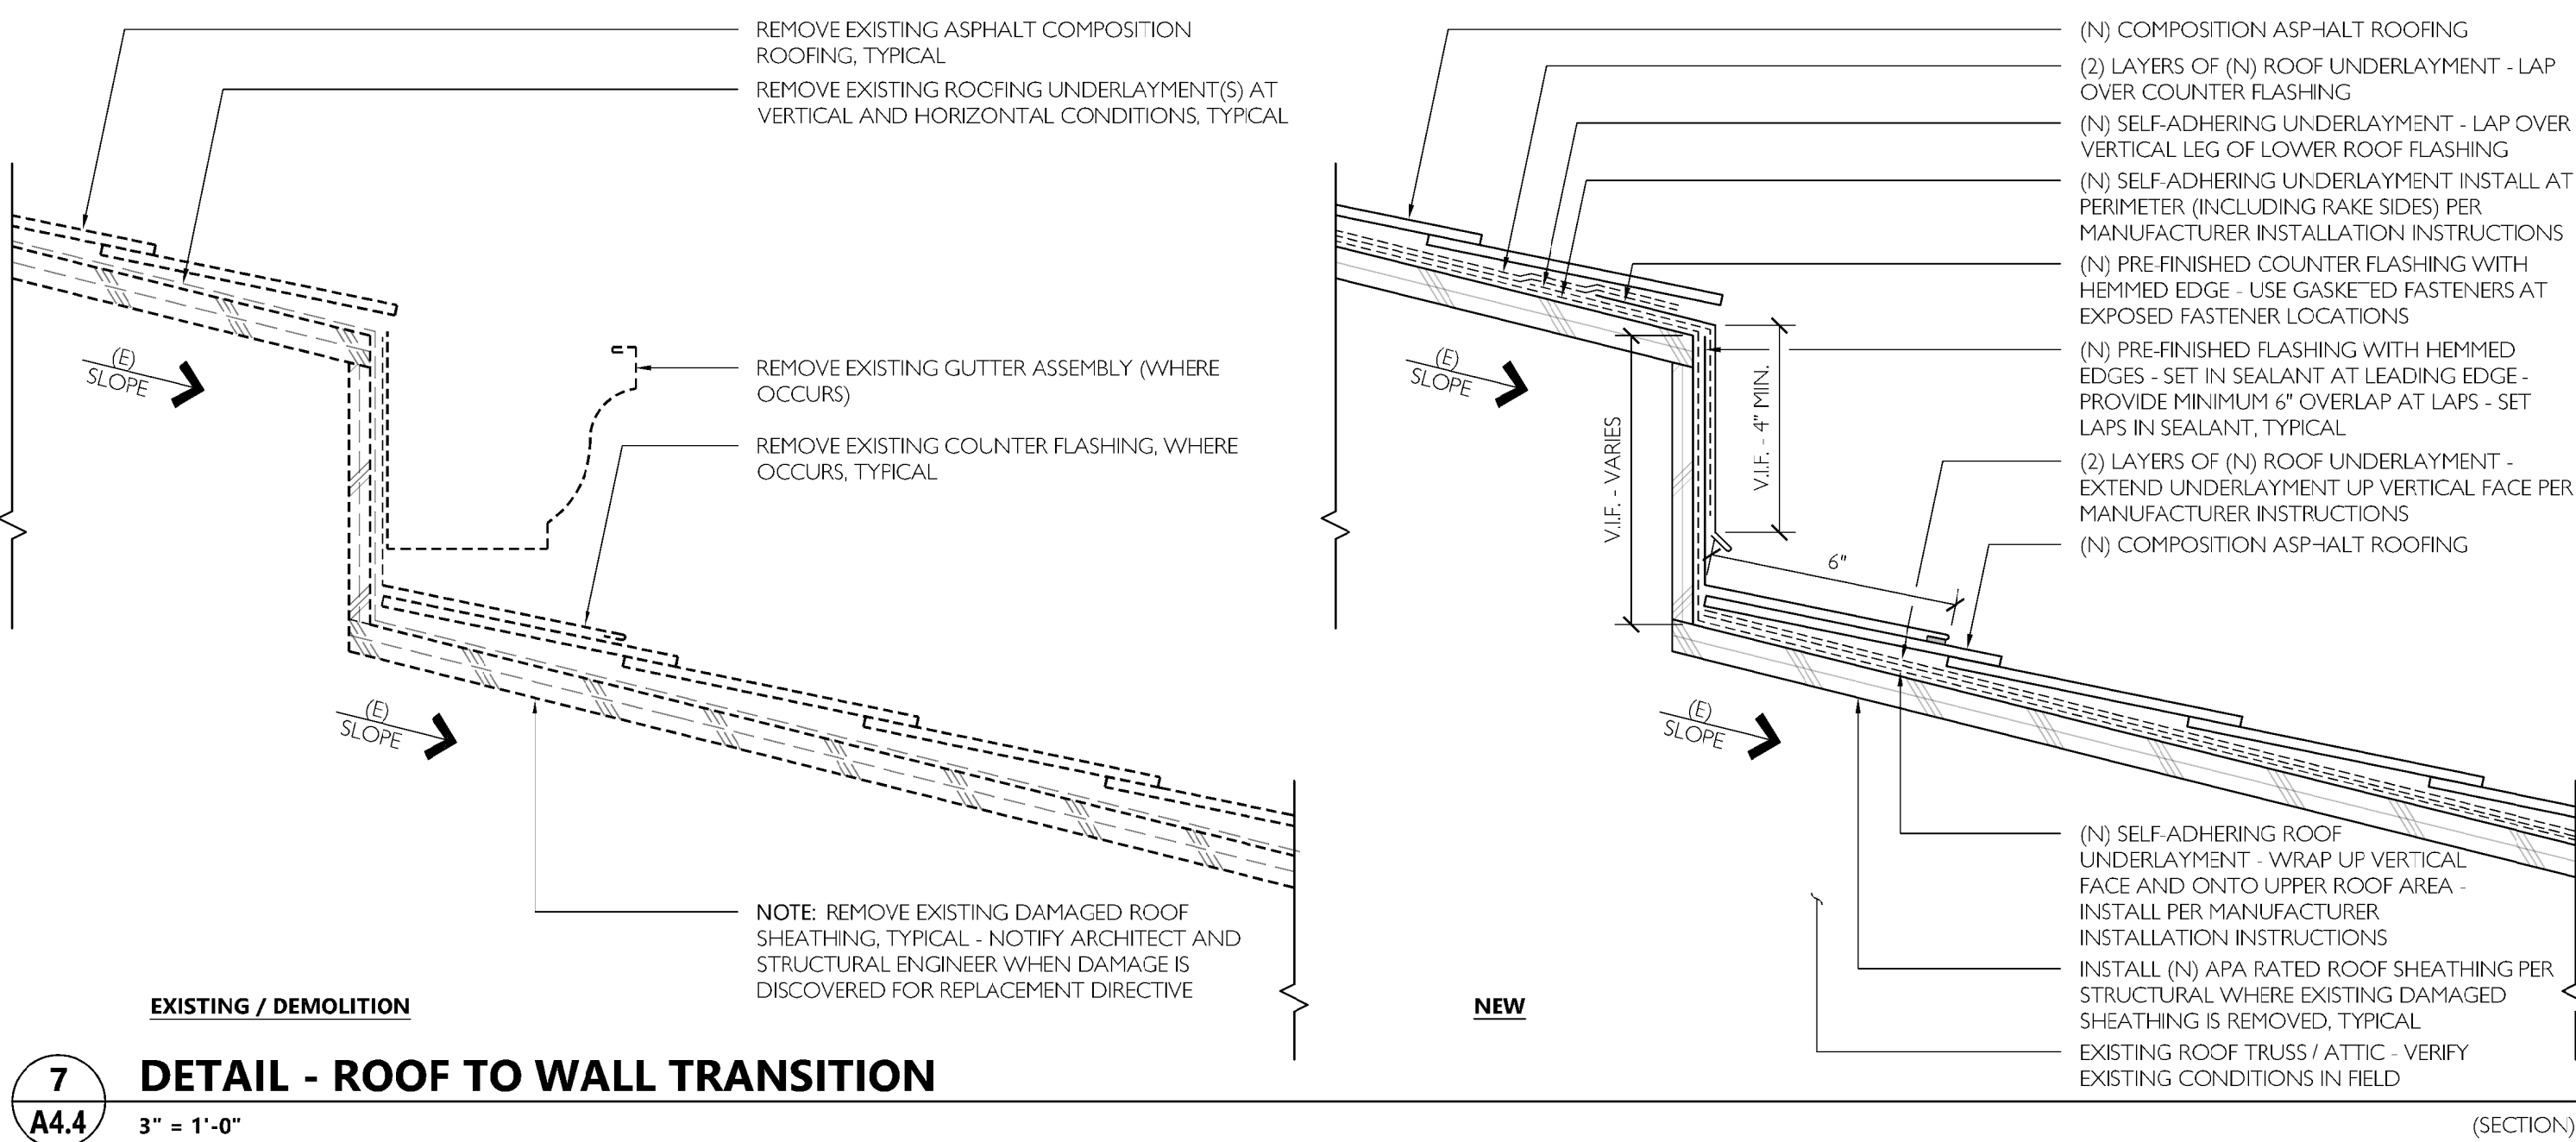 REMOVE EXISTING ASPHALT COMPOSITION
ROOFING, TYPICAL
REMOVE EXISTING ROOFING UNDERLAYMENT(S) AT
VERTICAL AND HORIZONTAL CONDITIONS, TYPICAL
(E)
SLOPE
REMOVE EXISTING GUTTER ASSEMBLY (WHERE
OCCURS)
REMOVE EXISTING COUNTER FLASHING, WHERE
OCCURS, TYPICAL
(E)
SLOPE
NOTE: REMOVE EXISTING DAMAGED ROOF
SHEATHING, TYPICAL - NOTIFY ARCHITECT AND
STRUCTURAL ENGINEER WHEN DAMAGE IS
DISCOVERED FOR REPLACEMENT DIRECTIVE
EXISTING / DEMOLITION
(N) COMPOSITION ASPHALT ROOFING
(2) LAYERS OF (N) ROOF UNDERLAYMENT - LAP
OVER COUNTER FLASHING
(N) SELF-ADHERING UNDERLAYMENT - LAP OVER
VERTICAL LEG OF LOWER ROOF FLASHING
(N) SELF-ADHERING UNDERLAYMENT INSTALL AT
PERIMETER (INCLUDING RAKE SIDES) PER
MANUFACTURER INSTALLATION INSTRUCTIONS
(N) PRE-FINISHED COUNTER FLASHING WITH
HEMMED EDGE - USE GASKETED FASTENERS AT
EXPOSED FASTENER LOCATIONS
(N) PRE-FINISHED FLASHING WITH HEMMED
EDGES - SET IN SEALANT AT LEADING EDGE -
PROVIDE MINIMUM 6" OVERLAP AT LAPS - SET
LAPS IN SEALANT, TYPICAL
(2) LAYERS OF (N) ROOF UNDERLAYMENT -
EXTEND UNDERLAYMENT UP VERTICAL FACE PER
MANUFACTURER INSTRUCTIONS
(N) COMPOSITION ASPHALT ROOFING
(E)
SLOPE
V.I.F. - VARIES
V.I.F. - 4" MIN.
6"
(E)
SLOPE
(N) SELF-ADHERING ROOF
UNDERLAYMENT - WRAP UP VERTICAL
FACE AND ONTO UPPER ROOF AREA -
INSTALL PER MANUFACTURER
INSTALLATION INSTRUCTIONS
INSTALL (N) APA RATED ROOF SHEATHING PER
STRUCTURAL WHERE EXISTING DAMAGED
SHEATHING IS REMOVED, TYPICAL
EXISTING ROOF TRUSS / ATTIC - VERIFY
EXISTING CONDITIONS IN FIELD
NEW
7
A4.4
DETAIL - ROOF TO WALL TRANSITION
3" = 1'-0"
(SECTION)